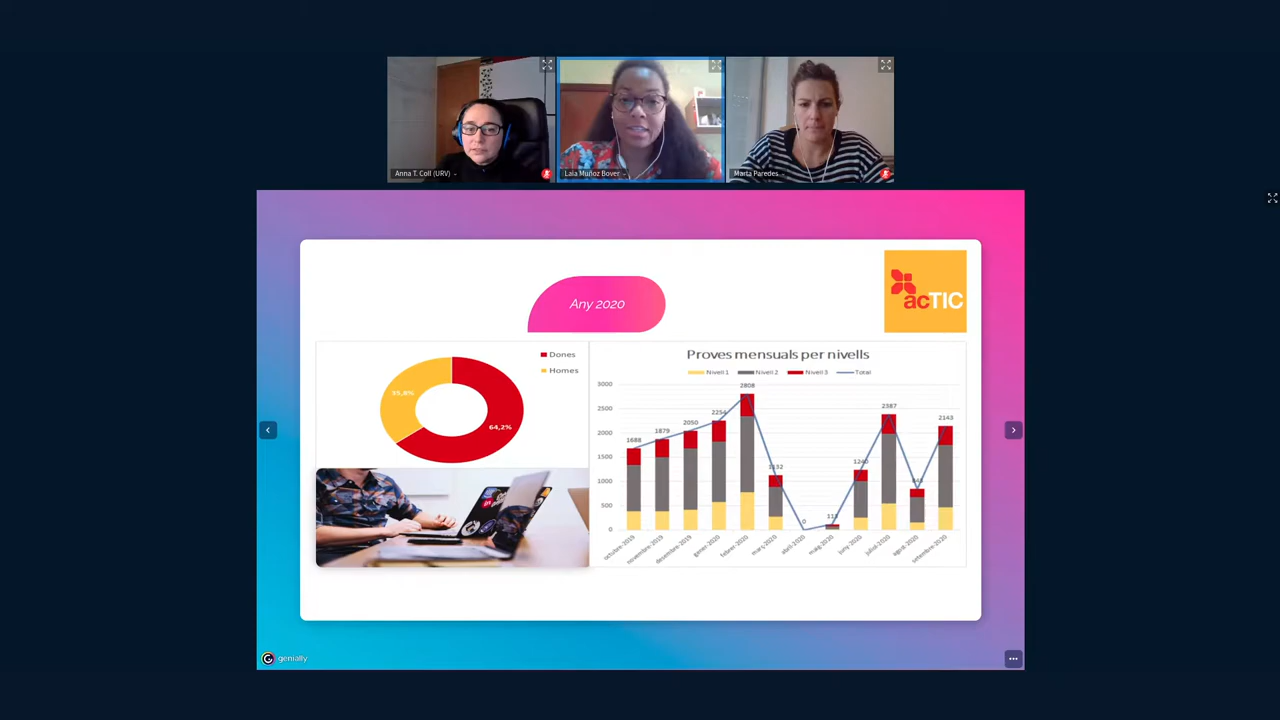 Anna T. Coll (URV)
Laia Muñoz Bover
Marta Paredes
Any 2020
acTIC
Dones
Homes
35,8%
64,2%
Proves mensuals per nivells
Nivell 1 Nivell 2 Nivell 3 Total
3000
2500
2000
1500
1000
500
0
1688
1879
2050
2254
2808
1132
0
113
1240
2387
2143
octubre-2019
novembre-2019
desembre-2019
gener-2020
febrer-2020
març-2020
abril-2020
maig-2020
juny-2020
juliol-2020
agost-2020
setembre-2020
genially